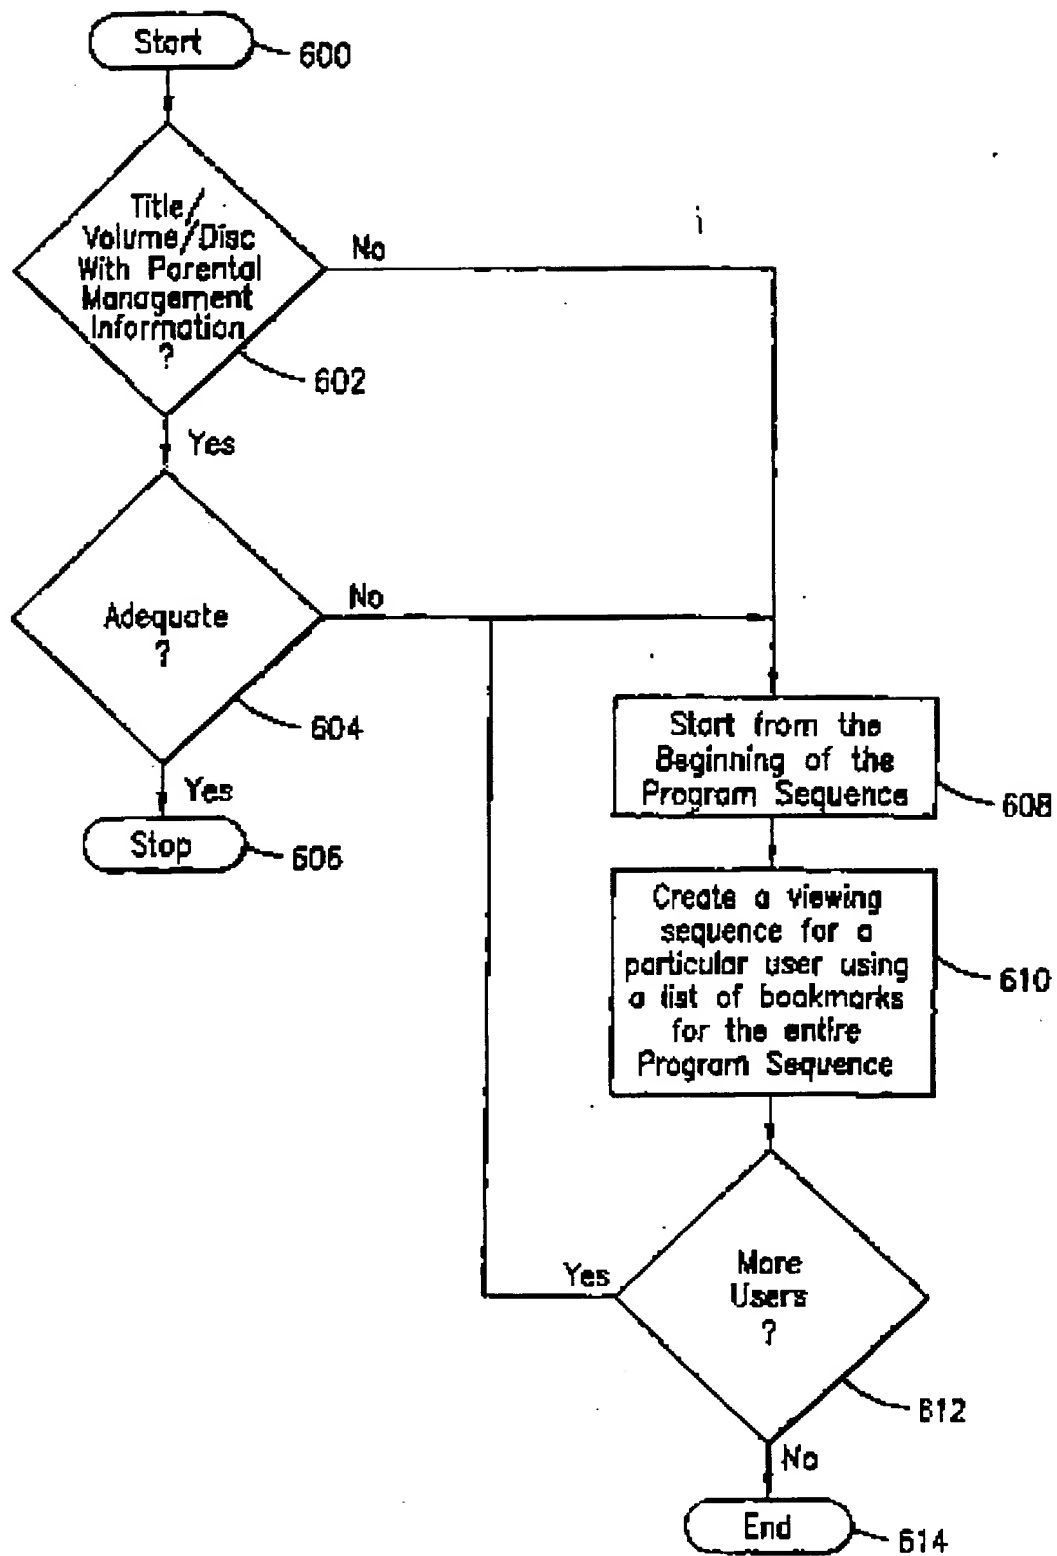 Start
600
Title/
Volume/Disc
With Parental
Management
Information
?
602
No
Yes
Adequate
?
604
No
Yes
Stop
606
Start from the
Beginning of the
Program Sequence
608
Create a viewing
sequence for a
particular user using
a list of bookmarks
for the entire
Program Sequence
610
More
Users
?
612
Yes
No
End
614